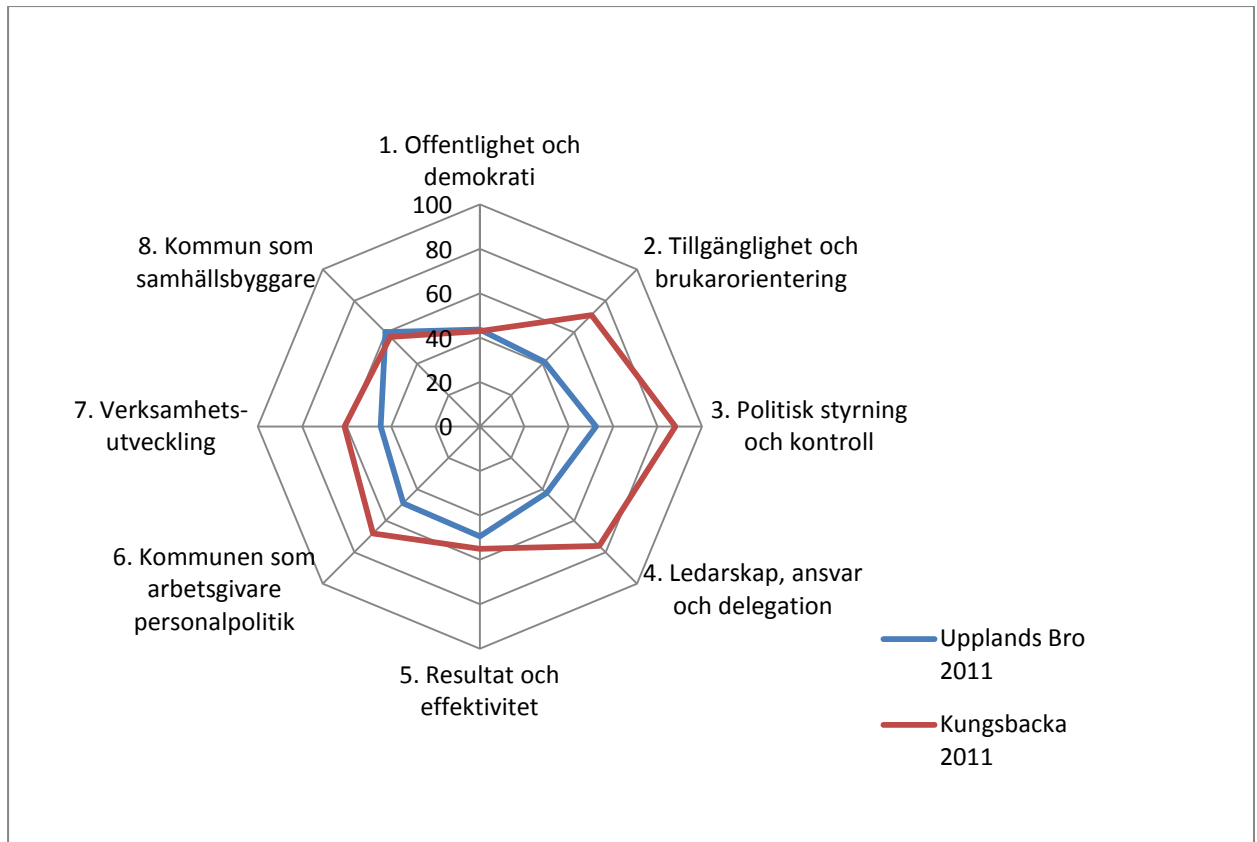 1. Offentlighet och
demokrati
100
80
60
40
20
0
2. Tillgänglighet och
brukarorientering
3. Politisk styrning
och kontroll
4. Ledarskap, ansvar
och delegation
5. Resultat och
effektivitet
6. Kommunen som
arbetsgivare
personalpolitik
7. Verksamhets-
utveckling
8. Kommun som
samhällsbyggare
Upplands Bro
2011
Kungsbacka
2011